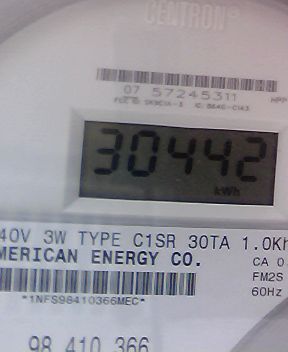 CENTRON®
07 57245311
30442
kWh
40V 3W TYPE C1SR 30TA 1.0Kh
MERICAN ENERGY CO.
CA 0
FM2S
60Hz
*1NFS98410366MEC*
98 410 366